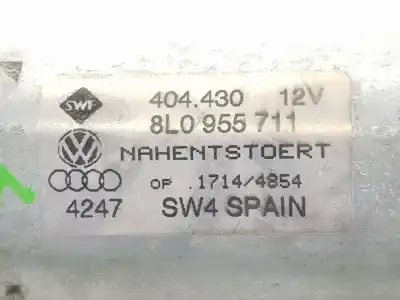 SWF 404.430 12V
8L0 955 711
NAHENTSTOERT
OP .1714/4854
4247 SW4 SPAIN